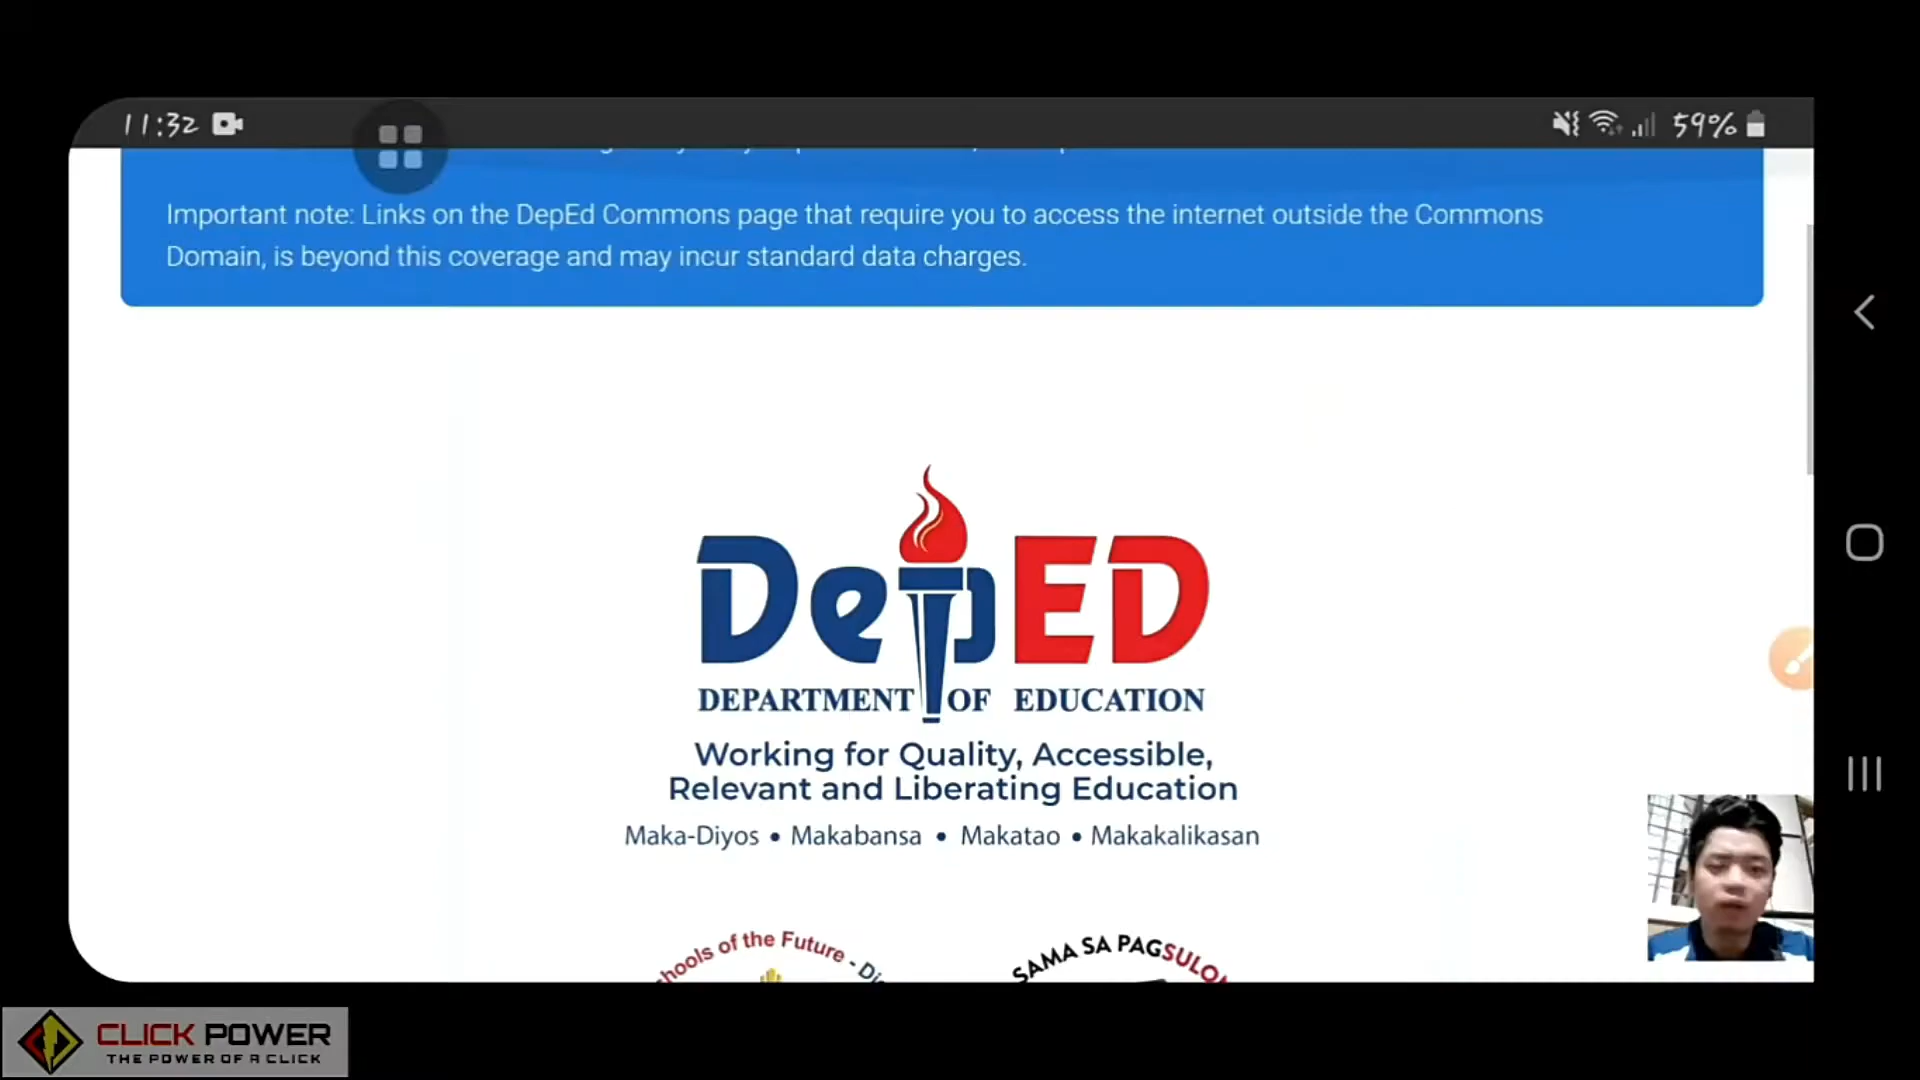 11:32
59%
Important note: Links on the DepEd Commons page that require you to access the internet outside the Commons
Domain, is beyond this coverage and may incur standard data charges.
DepED
DEPARTMENT OF EDUCATION
Working for Quality, Accessible,
Relevant and Liberating Education
Maka-Diyos • Makabansa • Makatao • Makakalikasan
of the Future -
SAMA SA
CLICK POWER
THE POWER OF A CLICK